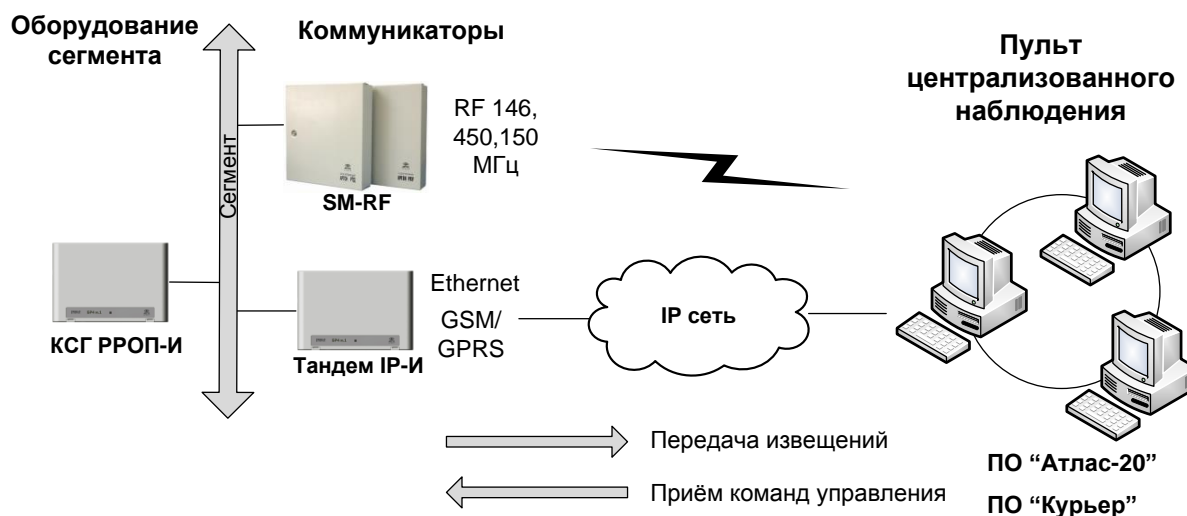 Оборудование
сегмента
Коммуникаторы
Пульт
централизованного
наблюдения
RF 146,
450,150
МГц
Сегмент
SM-RF
КСГ РРОП-И
Ethernet
GSM/
GPRS
Тандем IP-И
IP сеть
Передача извещений
Приём команд управления
ПО “Атлас-20”
ПО “Курьер”